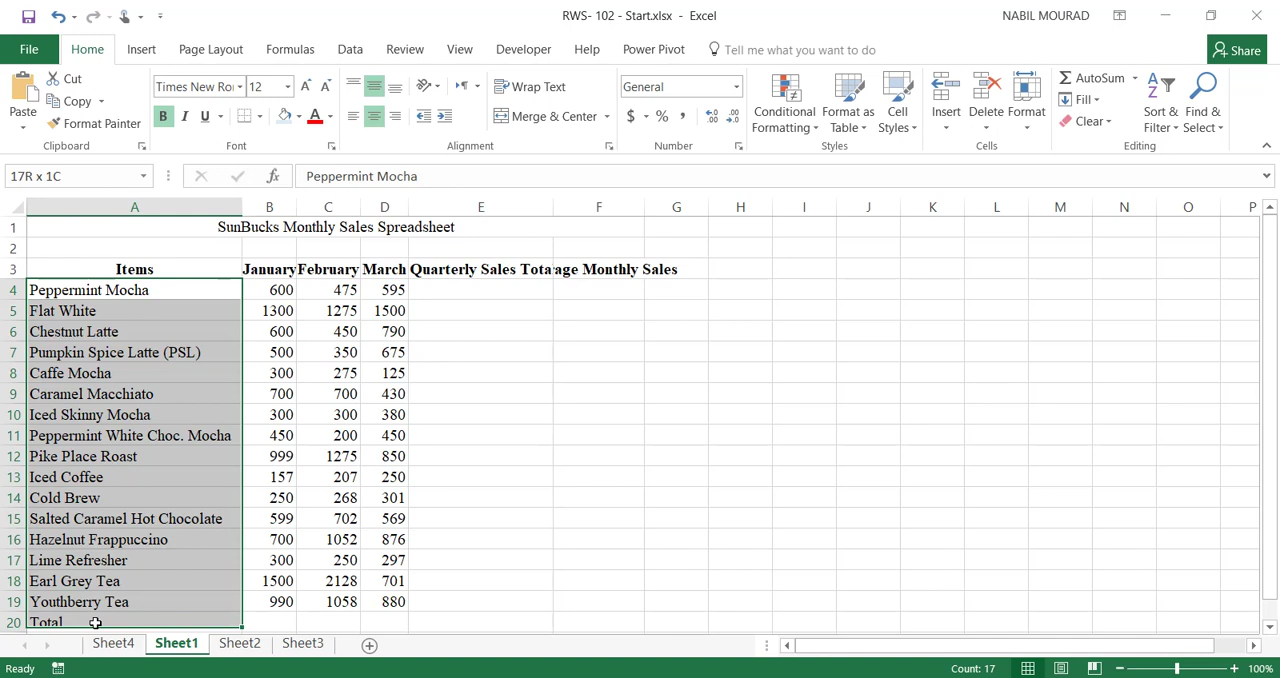 RWS- 102 - Start.xlsx - Excel
NABIL MOURAD
File Home Insert Page Layout Formulas Data Review View Developer Help Power Pivot Tell me what you want to do Share
Paste
Cut
Copy
Format Painter
Clipboard
Times New Ro 12
B I U
Font
Wrap Text
Merge & Center
Alignment
General
$ % ,
Number
Conditional Formatting
Format as Table
Cell Styles
Styles
Insert Delete Format
Cells
AutoSum
Fill
Clear
Sort & Filter
Find & Select
Editing
17R x 1C fx Peppermint Mocha
A B C D E F G H I J K L M N O P
1 SunBucks Monthly Sales Spreadsheet
2
3 Items January February March Quarterly Sales Tota age Monthly Sales
4 Peppermint Mocha 600 475 595
5 Flat White 1300 1275 1500
6 Chestnut Latte 600 450 790
7 Pumpkin Spice Latte (PSL) 500 350 675
8 Caffe Mocha 300 275 125
9 Caramel Macchiato 700 700 430
10 Iced Skinny Mocha 300 300 380
11 Peppermint White Choc. Mocha 450 200 450
12 Pike Place Roast 999 1275 850
13 Iced Coffee 157 207 250
14 Cold Brew 250 268 301
15 Salted Caramel Hot Chocolate 599 702 569
16 Hazelnut Frappuccino 700 1052 876
17 Lime Refresher 300 250 297
18 Earl Grey Tea 1500 2128 701
19 Youthberry Tea 990 1058 880
20 Total
Sheet4 Sheet1 Sheet2 Sheet3
Ready Count: 17 100%